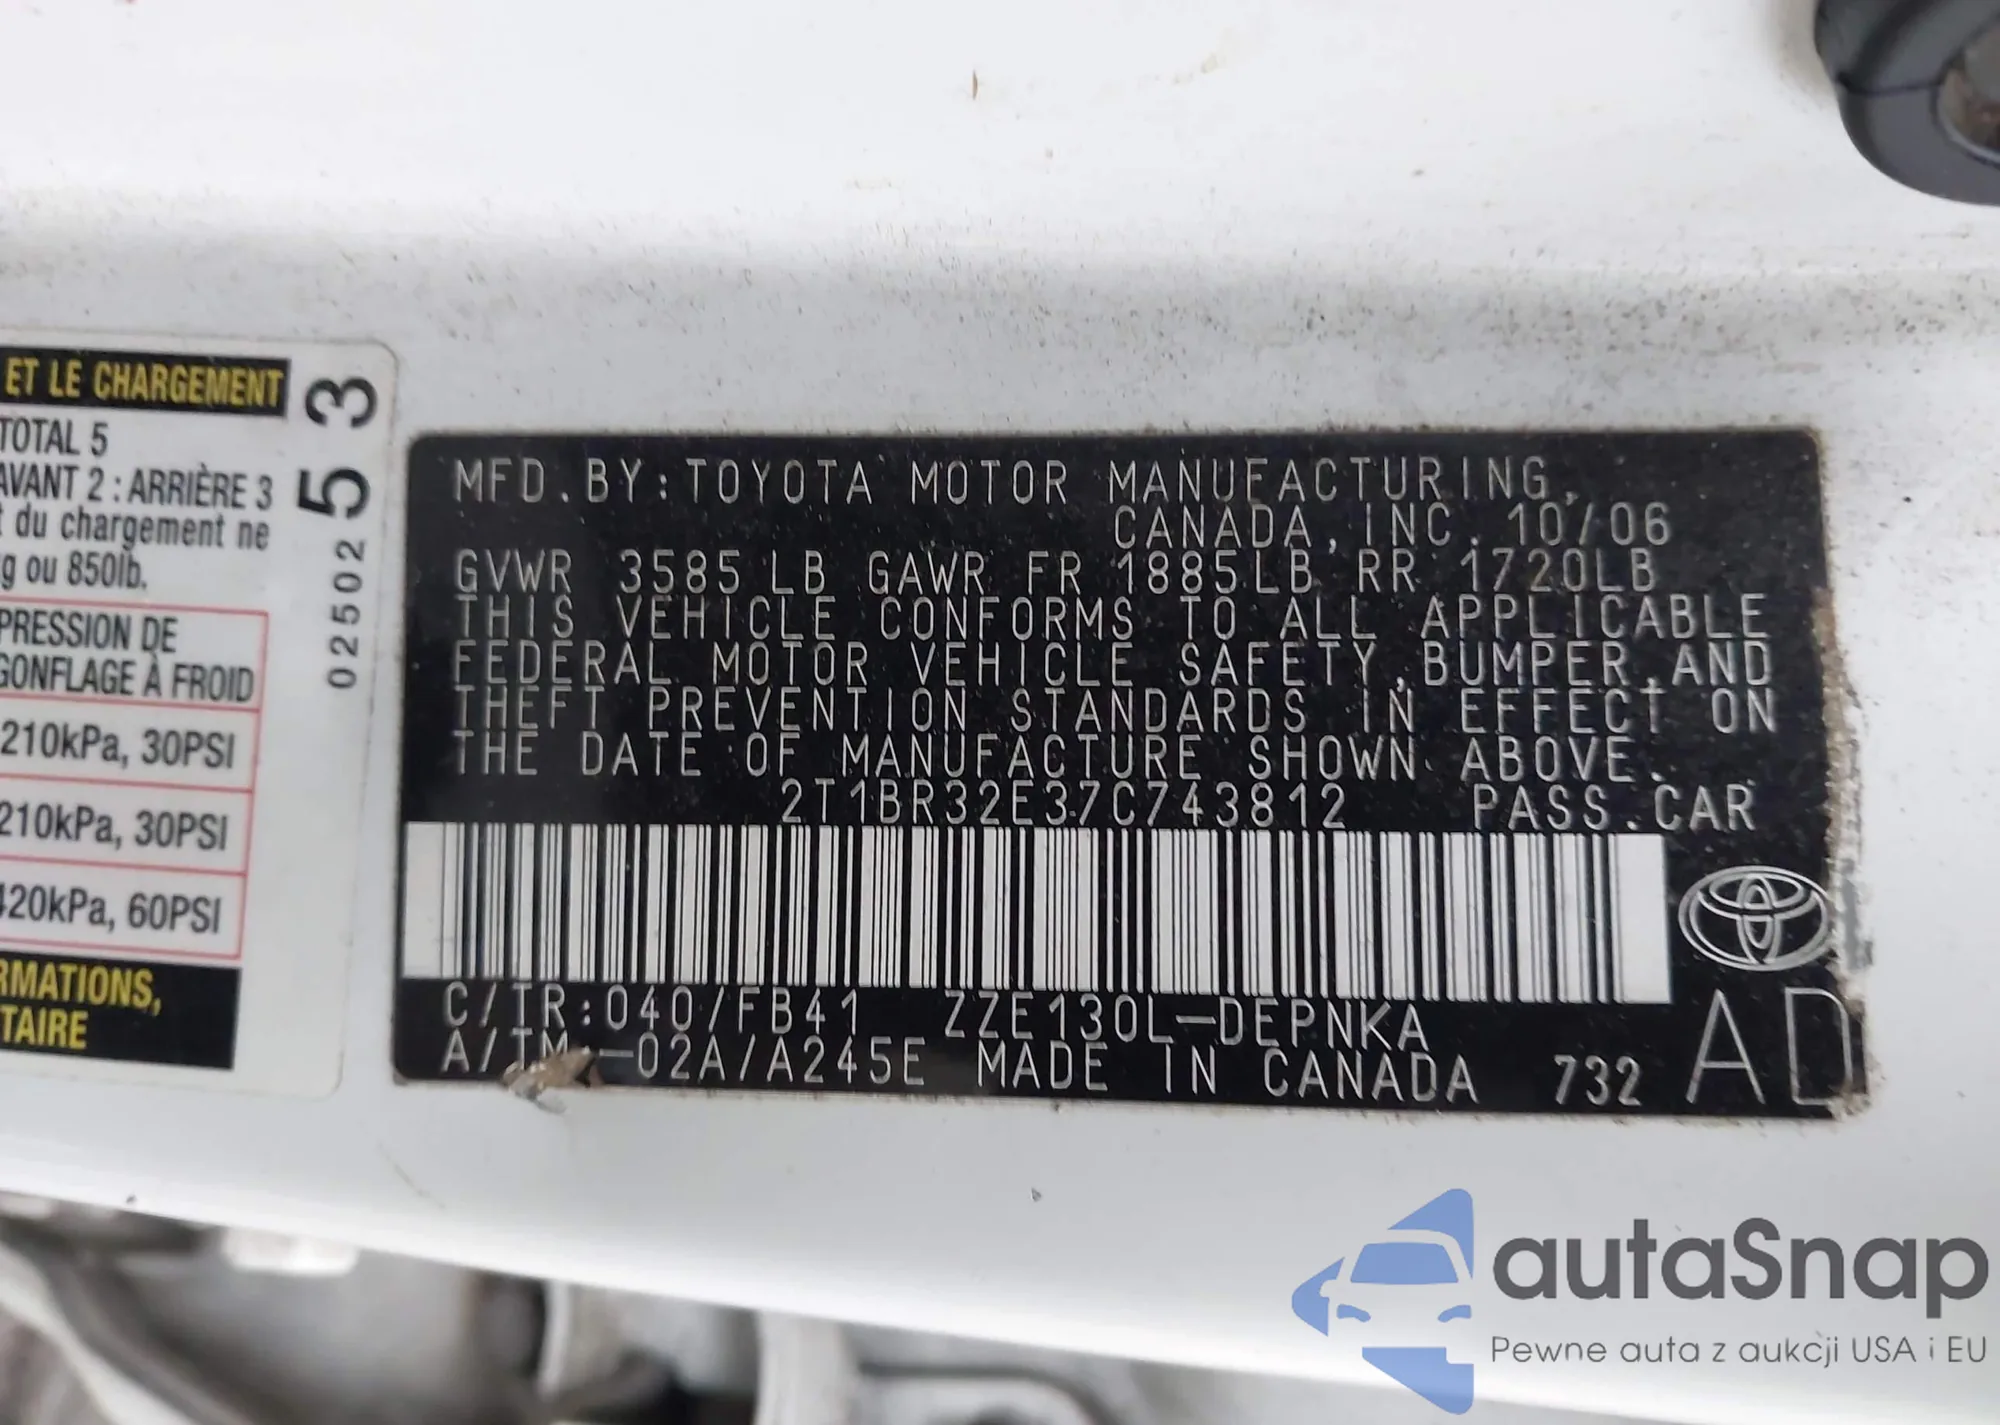 ET LE CHARGEMENT
TOTAL 5
AVANT 2 : ARRIÈRE 3
du chargement ne
ou 850lb.
PRESSION DE
GONFLAGE À FROID
210kPa, 30PSI
210kPa, 30PSI
420kPa, 60PSI
TAIRE
02502 53
MFD.BY:TOYOTA MOTOR MANUFACTURING,
CANADA,INC. 10/06
GVWR 3585 LB GAWR FR 1885LB RR 1720LB
THIS VEHICLE CONFORMS TO ALL APPLICABLE
FEDERAL MOTOR VEHICLE SAFETY,BUMPER,AND
THEFT PREVENTION STANDARDS IN EFFECT ON
THE DATE OF MANUFACTURE SHOWN ABOVE.
2T1BR32E37C743812 PASS.CAR
C/TR:040/FB41 ZZE130L-DEPNKA
A/TM:-02A/A245E MADE IN CANADA 732
AD
autaSnap
Pewne auta z aukcji USA i EU